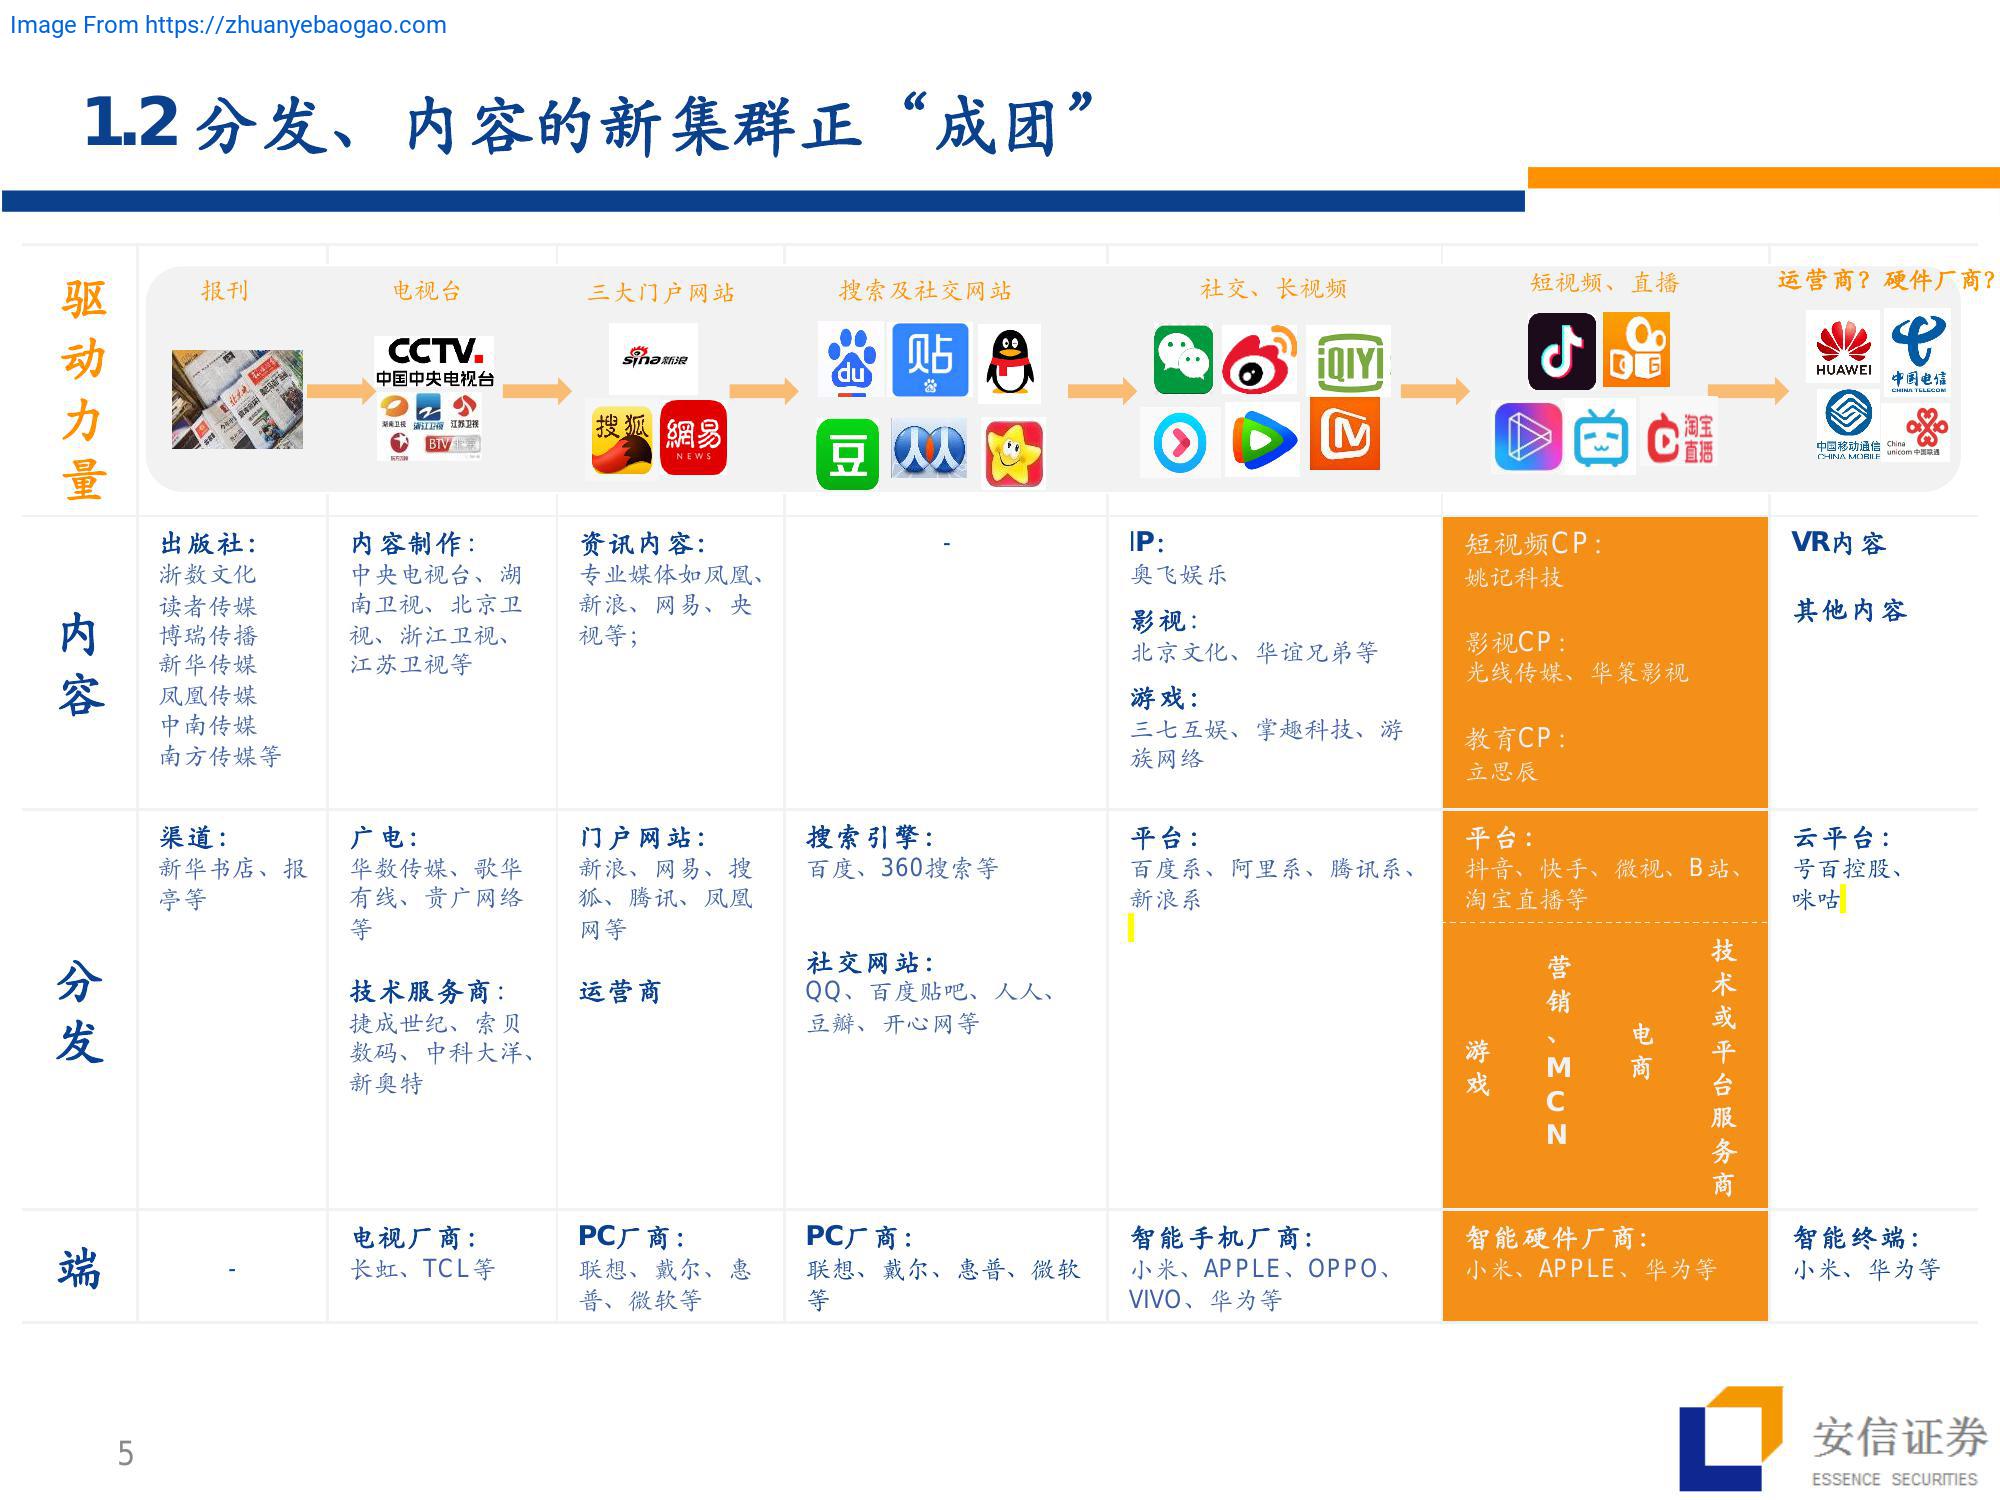 Image From https://zhuanyebaogao.com
1.2 分发、内容的新集群正“成团”
驱动力量
报刊
电视台
三大门户网站
搜索及社交网站
社交、长视频
短视频、直播
运营商？硬件厂商？
CCTV.
中国中央电视台
湖南卫视
浙江卫视
江苏卫视
BTV
sina新浪
搜狐
網易
NEWS
du
贴
豆
人人
iQIYI
淘宝直播
HUAWEI
中国电信
CHINA TELECOM
中国移动通信
CHINA MOBILE
China
unicom 中国联通
内容
出版社：
浙数文化
读者传媒
博瑞传播
新华传媒
凤凰传媒
中南传媒
南方传媒等
内容制作：
中央电视台、湖
南卫视、北京卫
视、浙江卫视、
江苏卫视等
资讯内容：
专业媒体如凤凰、
新浪、网易、央
视等；
-
IP：
奥飞娱乐
影视：
北京文化、华谊兄弟等
游戏：
三七互娱、掌趣科技、游
族网络
短视频CP：
姚记科技
影视CP：
光线传媒、华策影视
教育CP：
立思辰
VR内容
其他内容
分发
渠道：
新华书店、报
亭等
广电：
华数传媒、歌华
有线、贵广网络
等
技术服务商：
捷成世纪、索贝
数码、中科大洋、
新奥特
门户网站：
新浪、网易、搜
狐、腾讯、凤凰
网等
运营商
搜索引擎：
百度、360搜索等
社交网站：
QQ、百度贴吧、人人、
豆瓣、开心网等
平台：
百度系、阿里系、腾讯系、
新浪系
平台：
抖音、快手、微视、B站、
淘宝直播等
游戏
营销、MCN
电商
技术或平台服务商
云平台：
号百控股、
咪咕
端
-
电视厂商：
长虹、TCL等
PC厂商：
联想、戴尔、惠
普、微软等
PC厂商：
联想、戴尔、惠普、微软
等
智能手机厂商：
小米、APPLE、OPPO、
VIVO、华为等
智能硬件厂商：
小米、APPLE、华为等
智能终端：
小米、华为等
5
安信证券
ESSENCE SECURITIES